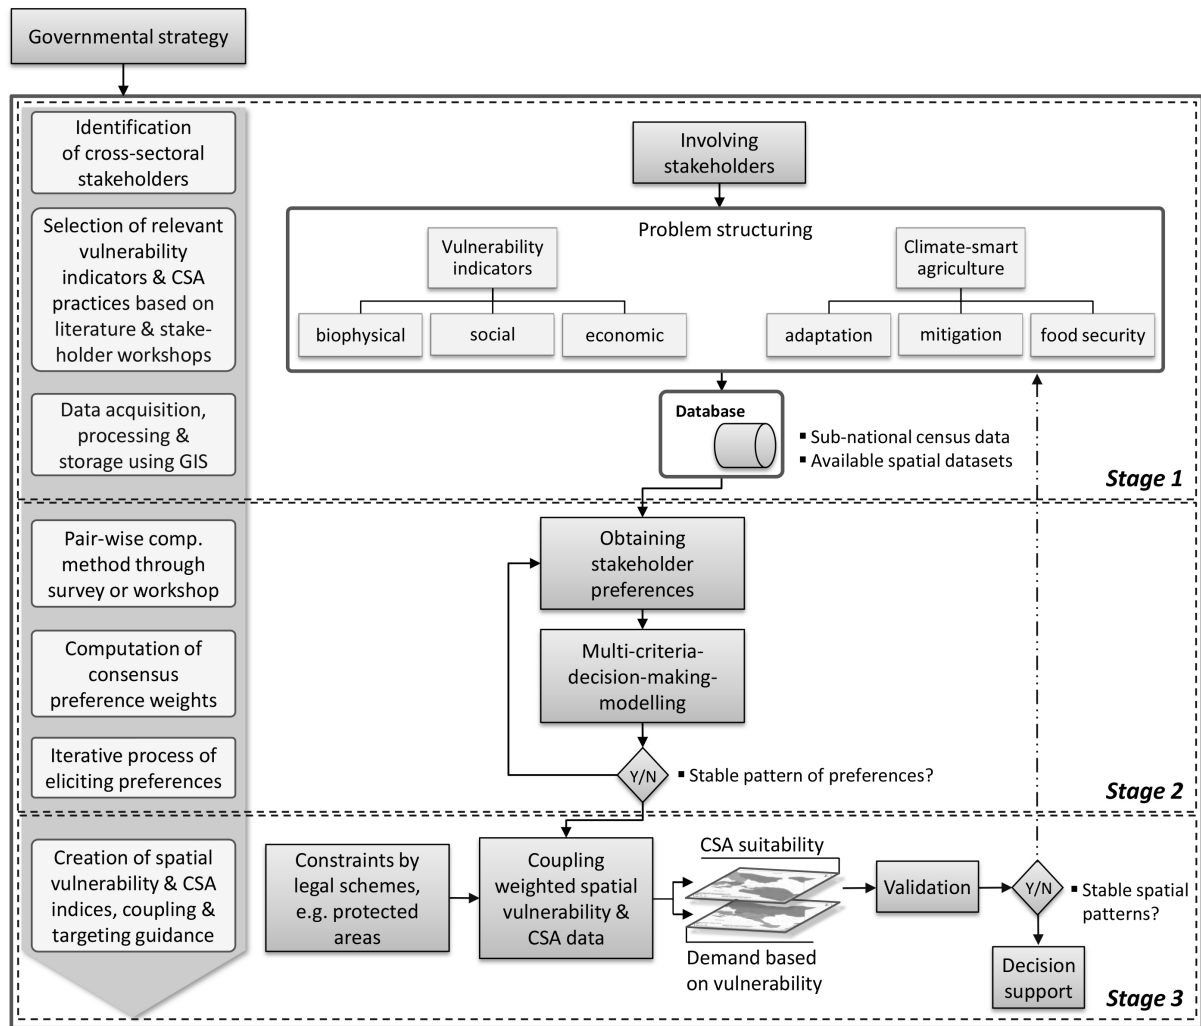 Governmental strategy
Identification
of cross-sectoral
stakeholders
Selection of relevant
vulnerability
indicators & CSA
practices based on
literature & stake-
holder workshops
Data acquisition,
processing &
storage using GIS
Involving
stakeholders
Problem structuring
Vulnerability
indicators
biophysical
social
economic
Climate-smart
agriculture
adaptation
mitigation
food security
Database
▪ Sub-national census data
▪ Available spatial datasets
Stage 1
Pair-wise comp.
method through
survey or workshop
Computation of
consensus
preference weights
Iterative process of
eliciting preferences
Obtaining
stakeholder
preferences
Multi-criteria-
decision-making-
modelling
Y/N
▪ Stable pattern of preferences?
Stage 2
Creation of spatial
vulnerability & CSA
indices, coupling &
targeting guidance
Constraints by
legal schemes,
e.g. protected
areas
Coupling
weighted spatial
vulnerability &
CSA data
CSA suitability
Demand based
on vulnerability
Validation
Y/N
▪ Stable spatial
patterns?
Decision
support
Stage 3